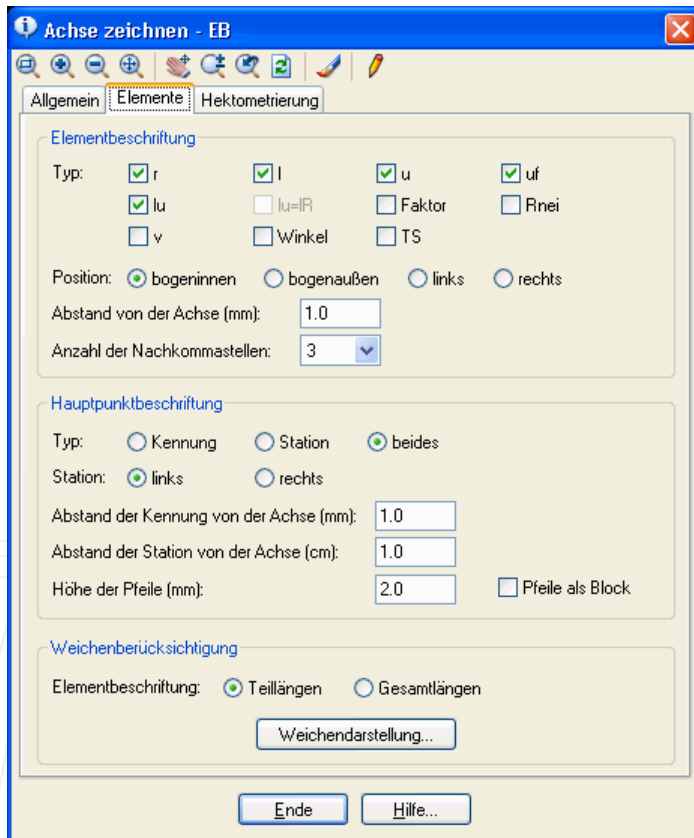 Achse zeichnen - EB
Allgemein Elemente Hektometrierung
Elementbeschriftung
Typ: r l u uf
lu lu=lR Faktor Rnei
v Winkel TS
Position: bogeninnen bogenaußen links rechts
Abstand von der Achse (mm): 1.0
Anzahl der Nachkommastellen: 3
Hauptpunktbeschriftung
Typ: Kennung Station beides
Station: links rechts
Abstand der Kennung von der Achse (mm): 1.0
Abstand der Station von der Achse (cm): 1.0
Höhe der Pfeile (mm): 2.0 Pfeile als Block
Weichenberücksichtigung
Elementbeschriftung: Teillängen Gesamtlängen
Weichendarstellung...
Ende Hilfe...